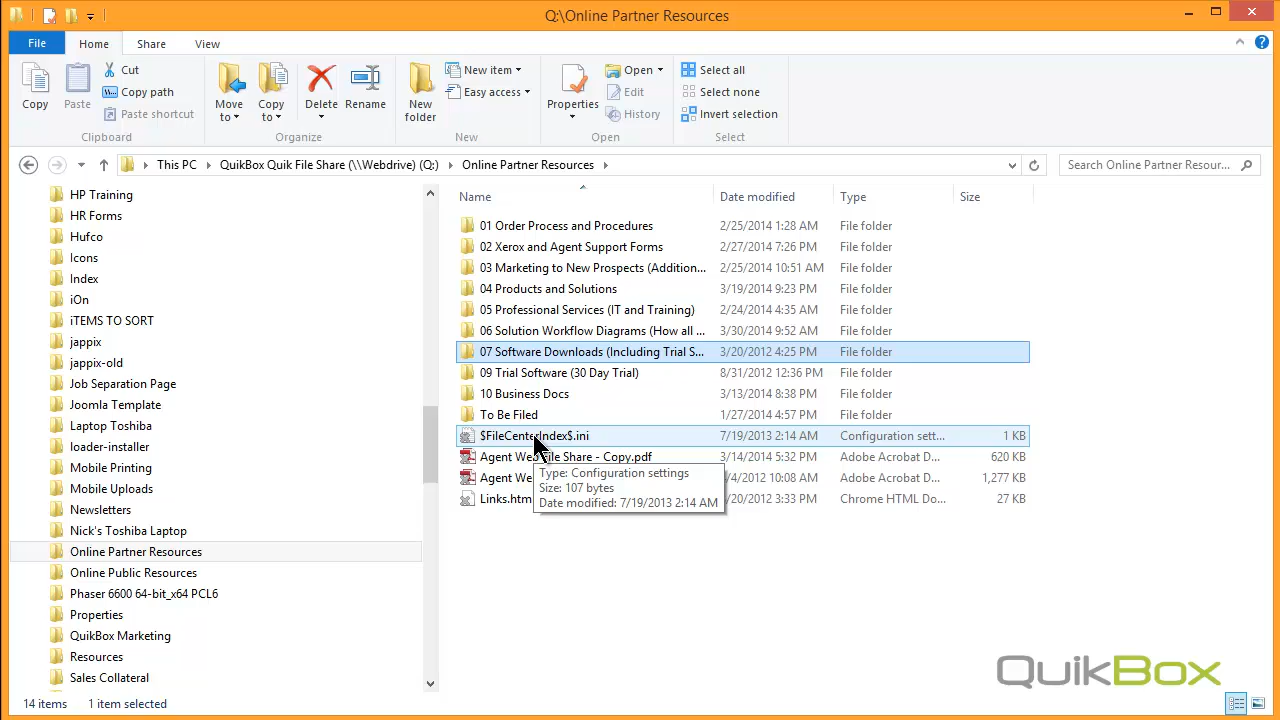 Q:\Online Partner Resources
File Home Share View
Copy
Paste
Cut
Copy path
Paste shortcut
Clipboard
Move to
Copy to
Delete
Rename
Organize
New folder
New item
Easy access
New
Properties
Open
Edit
History
Open
Select all
Select none
Invert selection
Select
This PC QuikBox Quik File Share (\\Webdrive) (Q:) Online Partner Resources
Search Online Partner Resour...
HP Training
HR Forms
Hufco
Icons
Index
iOn
iTEMS TO SORT
jappix
jappix-old
Job Separation Page
Joomla Template
Laptop Toshiba
loader-installer
Mobile Printing
Mobile Uploads
Newsletters
Nick's Toshiba Laptop
Online Partner Resources
Online Public Resources
Phaser 6600 64-bit_x64 PCL6
Properties
QuikBox Marketing
Resources
Sales Collateral
Name Date modified Type Size
01 Order Process and Procedures 2/25/2014 1:28 AM File folder
02 Xerox and Agent Support Forms 2/27/2014 7:26 PM File folder
03 Marketing to New Prospects (Addition... 2/25/2014 10:51 AM File folder
04 Products and Solutions 3/19/2014 9:23 PM File folder
05 Professional Services (IT and Training) 2/24/2014 4:35 AM File folder
06 Solution Workflow Diagrams (How all ... 3/30/2014 9:52 AM File folder
07 Software Downloads (Including Trial S... 3/20/2012 4:25 PM File folder
09 Trial Software (30 Day Trial) 8/31/2012 12:36 PM File folder
10 Business Docs 3/13/2014 8:38 PM File folder
To Be Filed 1/27/2014 4:57 PM File folder
$FileCenterIndex$.ini 7/19/2013 2:14 AM Configuration sett... 1 KB
Agent Web File Share - Copy.pdf 3/14/2014 5:32 PM Adobe Acrobat D... 620 KB
Agent We /4/2012 10:08 AM Adobe Acrobat D... 1,277 KB
Links.htm /20/2012 3:33 PM Chrome HTML Do... 27 KB
Type: Configuration settings
Size: 107 bytes
Date modified: 7/19/2013 2:14 AM
QuikBox
14 items 1 item selected